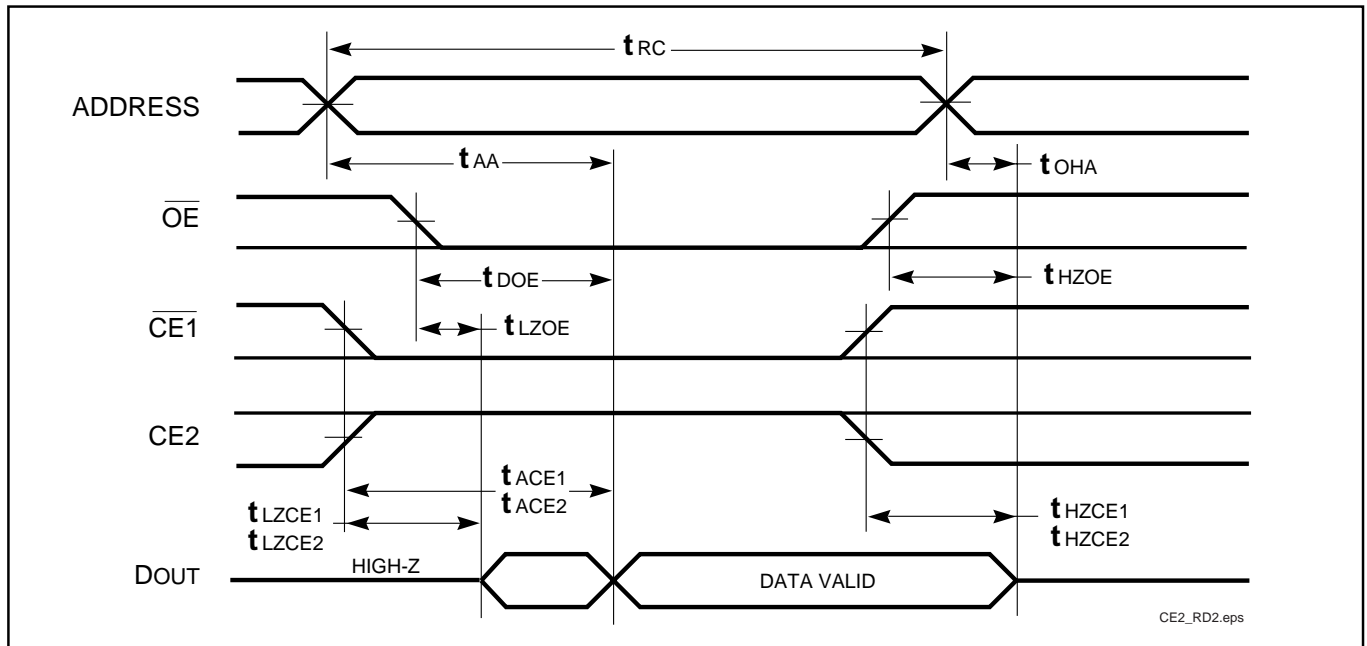 tRC
ADDRESS
tAA
tOHA
OE
tDOE
tHZOE
CE1
tLZOE
CE2
tACE1
tACE2
tLZCE1
tLZCE2
tHZCE1
tHZCE2
DOUT
HIGH-Z
DATA VALID
CE2_RD2.eps